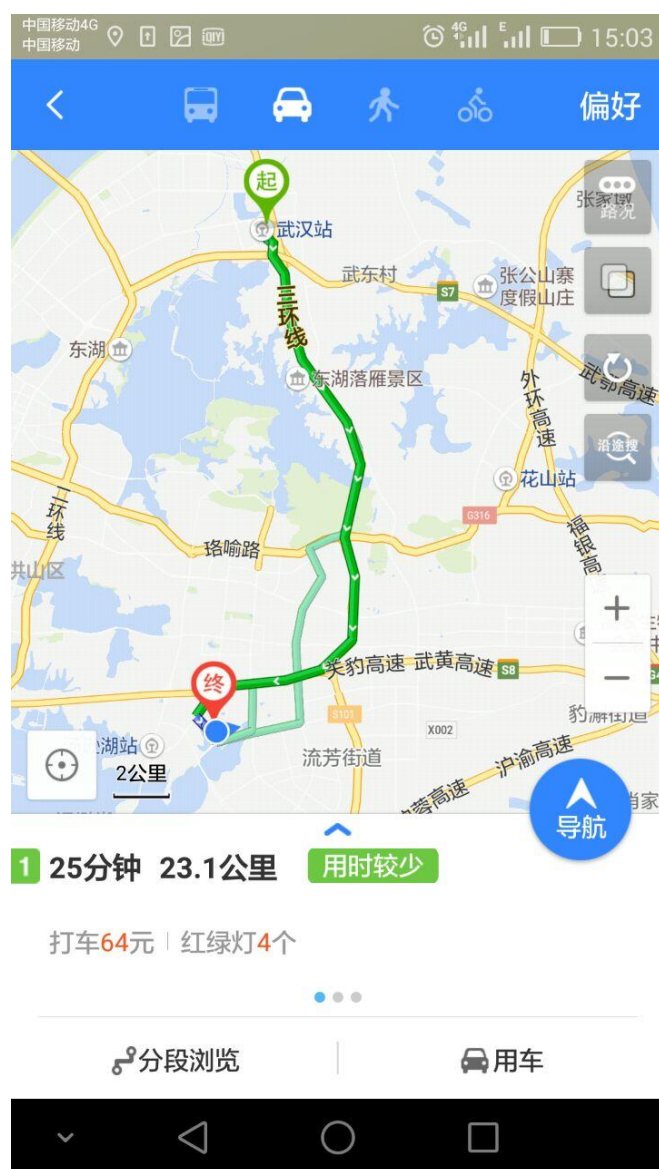 中国移动4G
中国移动
4G
E
15:03
偏好
起
武汉站
张家墩
路况
武东村
S7
张公山寨
度假山庄
三环线
东湖
东湖落雁景区
外环高速
武鄂高速
沿途搜
花山站
二环线
G316
福银高
珞喻路
洪山区
关豹高速
武黄高速
S8
终
S101
X002
豹澥街道
湖站
流芳街道
沪渝高速
2公里
导航
1
25分钟
23.1公里
用时较少
打车64元
红绿灯4个
分段浏览
用车